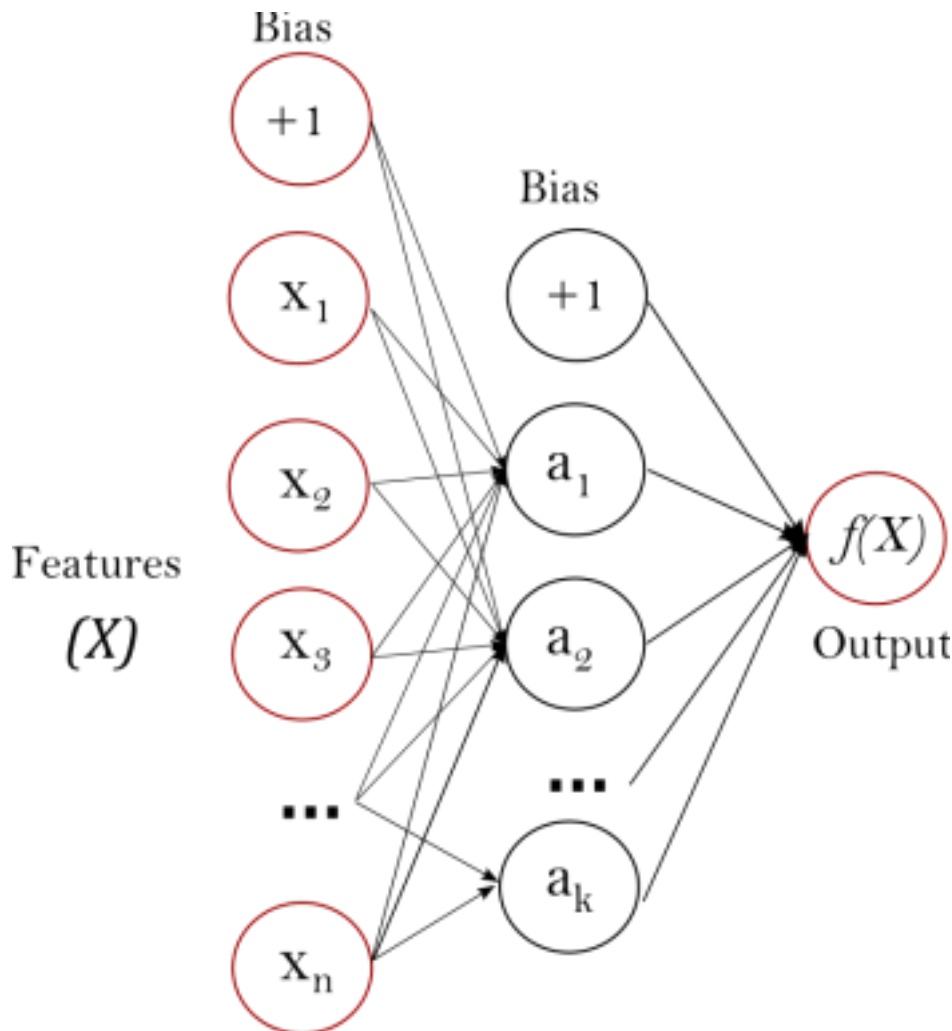 Bias
+1
x₁
x₂
x₃
...
xₙ
Features
(X)
Bias
+1
a₁
a₂
...
aₖ
f(X)
Output